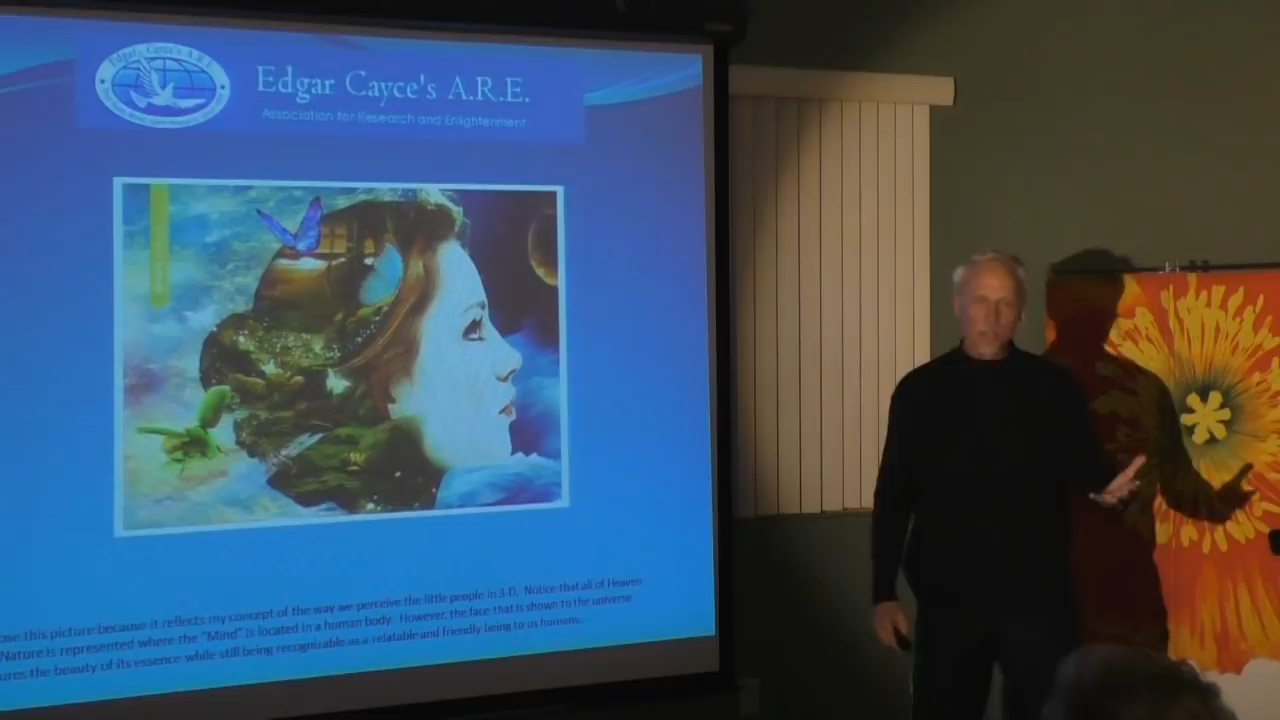 Edgar Cayce's A.R.E.
Edgar Cayce's A.R.E.
Association for Research and Enlightenment
this picture because it reflects my concept of the way we perceive the little people in 3-D. Notice that all of Heaven
Nature is represented where the "Mind" is located in a human body. However, the face that is shown to the universe
the beauty of its essence while still being recognizable as a relatable and friendly being to us humans.